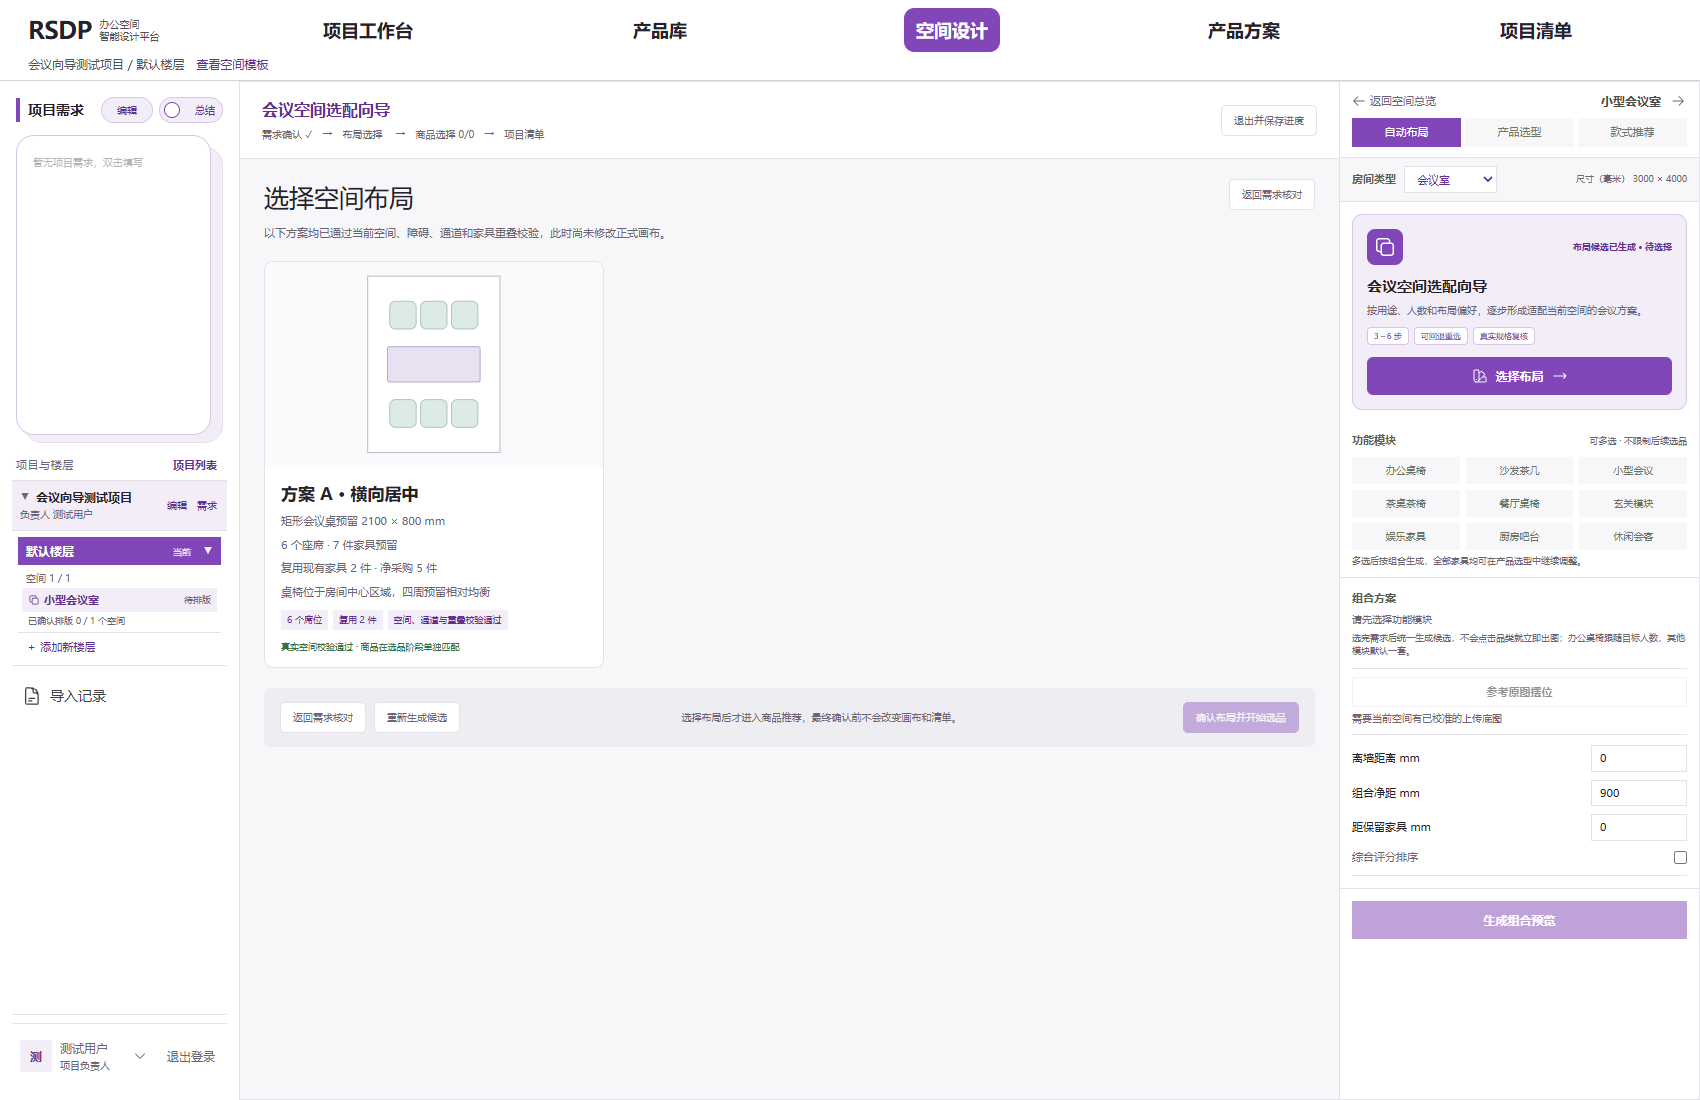 RSDP 办公空间
智能设计平台
项目工作台
产品库
空间设计
产品方案
项目清单
会议向导测试项目 / 默认楼层 查看空间模板
项目需求
编辑
总结
暂无项目需求，双击填写
项目与楼层
项目列表
▼ 会议向导测试项目
负责人 测试用户
编辑 需求
默认楼层
当前 ▼
空间 1 / 1
小型会议室
待排版
已确认排版 0 / 1 个空间
+ 添加新楼层
导入记录
测
测试用户
项目负责人
退出登录
会议空间选配向导
需求确认 ✓ → 布局选择 → 商品选择 0/0 → 项目清单
退出并保存进度
选择空间布局
以下方案均已通过当前空间、障碍、通道和家具重叠校验，此时尚未修改正式画布。
返回需求核对
方案 A · 横向居中
矩形会议桌预留 2100 × 800 mm
6 个座席 · 7 件家具预留
复用现有家具 2 件 · 净采购 5 件
桌椅位于房间中心区域，四周预留相对均衡
6 个席位
复用 2 件
空间、通道与重叠校验通过
真实空间校验通过 · 商品在选品阶段单独匹配
返回需求核对
重新生成候选
选择布局后才进入商品推荐，最终确认前不会改变画布和清单。
确认布局并开始选品
← 返回空间总览
小型会议室 →
自动布局
产品选型
款式推荐
房间类型
会议室
尺寸（毫米） 3000 × 4000
布局候选已生成 • 待选择
会议空间选配向导
按用途、人数和布局偏好，逐步形成适配当前空间的会议方案。
3 – 6 步
可回退重选
真实规格复核
选择布局 →
功能模块
可多选 · 不限制后续选品
办公桌椅
沙发茶几
小型会议
茶桌茶椅
餐厅桌椅
玄关模块
娱乐家具
厨房吧台
休闲会客
多选后按组合生成，全部家具均可在产品选型中继续调整。
组合方案
请先选择功能模块
选完需求后统一生成候选，不会点击品类就立即出图；办公桌椅跟随目标人数，其他
模块默认一套。
参考原图摆位
需要当前空间有已校准的上传底图
离墙距离 mm
0
组合净距 mm
900
距保留家具 mm
0
综合评分排序
生成组合预览